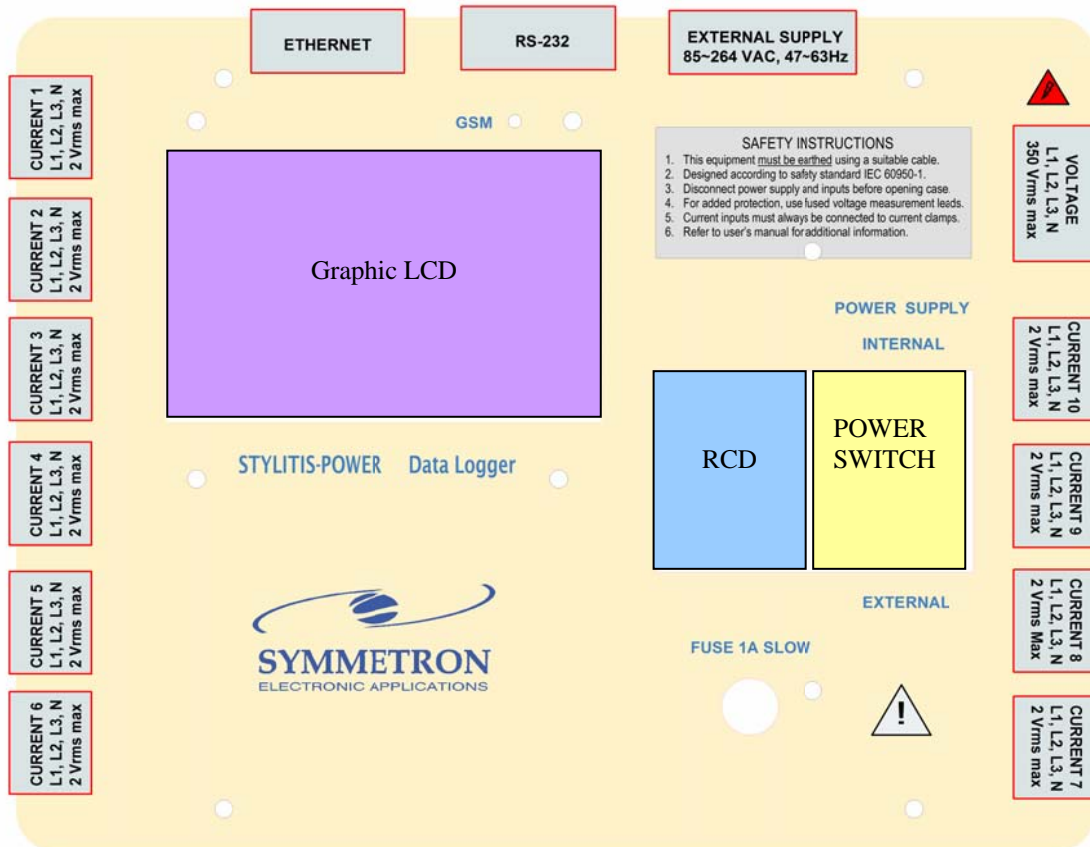 ETHERNET
RS-232
EXTERNAL SUPPLY
85~264 VAC, 47~63Hz
CURRENT 1
L1, L2, L3, N
2 Vrms max
CURRENT 2
L1, L2, L3, N
2 Vrms max
CURRENT 3
L1, L2, L3, N
2 Vrms max
CURRENT 4
L1, L2, L3, N
2 Vrms max
CURRENT 5
L1, L2, L3, N
2 Vrms max
CURRENT 6
L1, L2, L3, N
2 Vrms max
GSM
Graphic LCD
STYLITIS-POWER Data Logger
SYMMETRON
ELECTRONIC APPLICATIONS
SAFETY INSTRUCTIONS
1. This equipment must be earthed using a suitable cable.
2. Designed according to safety standard IEC 60950-1.
3. Disconnect power supply and inputs before opening case.
4. For added protection, use fused voltage measurement leads.
5. Current inputs must always be connected to current clamps.
6. Refer to user's manual for additional information.
POWER SUPPLY
INTERNAL
RCD
POWER
SWITCH
EXTERNAL
FUSE 1A SLOW
!
VOLTAGE
L1, L2, L3, N
350 Vrms max
CURRENT 10
L1, L2, L3, N
2 Vrms max
CURRENT 9
L1, L2, L3, N
2 Vrms max
CURRENT 8
L1, L2, L3, N
2 Vrms Max
CURRENT 7
L1, L2, L3, N
2 Vrms max